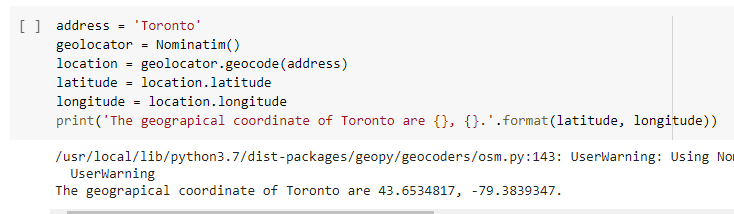 [ ] address = 'Toronto'
geolocator = Nominatim()
location = geolocator.geocode(address)
latitude = location.latitude
longitude = location.longitude
print('The geograpical coordinate of Toronto are {}, {}.'.format(latitude, longitude))
/usr/local/lib/python3.7/dist-packages/geopy/geocoders/osm.py:143: UserWarning: Using
UserWarning
The geograpical coordinate of Toronto are 43.6534817, -79.3839347.